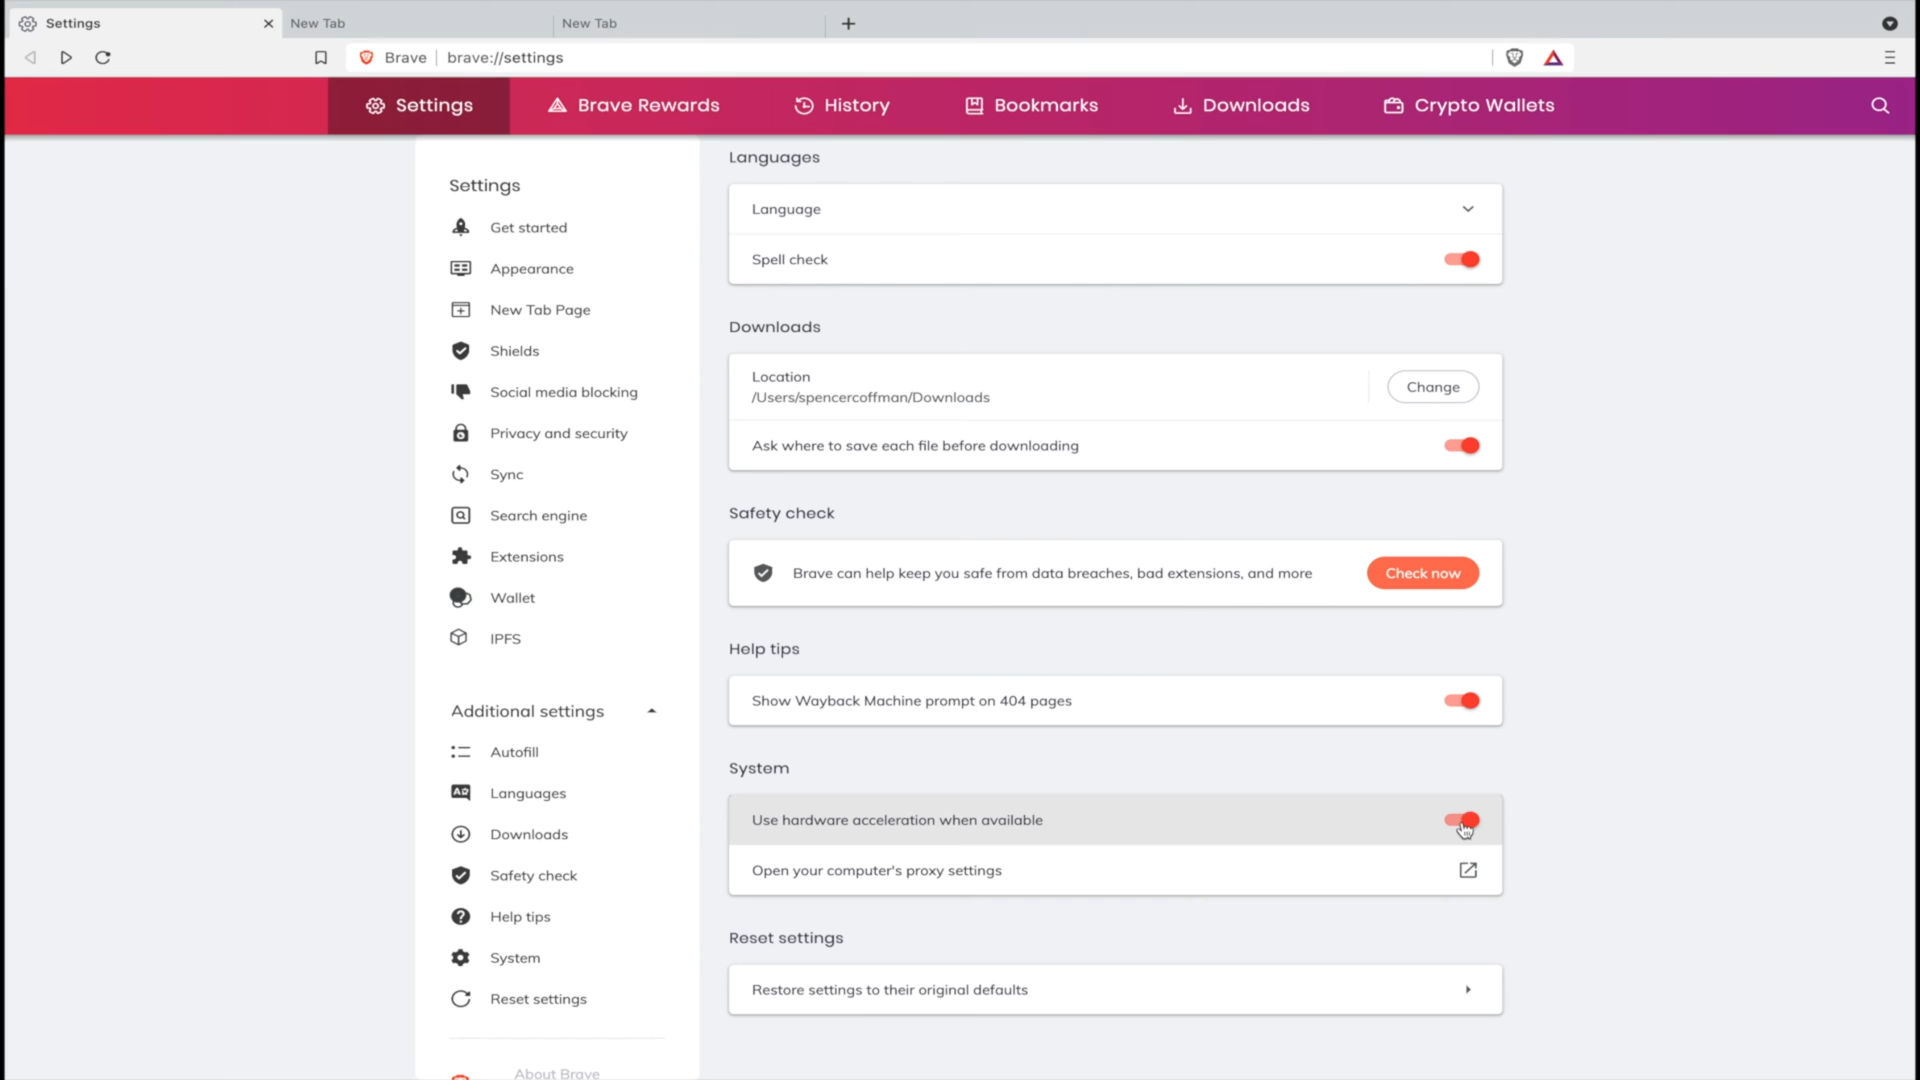 Settings
New Tab
New Tab
Brave
brave://settings
Settings
Brave Rewards
History
Bookmarks
Downloads
Crypto Wallets
Settings
Get started
Appearance
New Tab Page
Shields
Social media blocking
Privacy and security
Sync
Search engine
Extensions
Wallet
IPFS
Additional settings
Autofill
Languages
Downloads
Safety check
Help tips
System
Reset settings
About Brave
Languages
Language
Spell check
Downloads
Location
/Users/spencercoffman/Downloads
Change
Ask where to save each file before downloading
Safety check
Brave can help keep you safe from data breaches, bad extensions, and more
Check now
Help tips
Show Wayback Machine prompt on 404 pages
System
Use hardware acceleration when available
Open your computer's proxy settings
Reset settings
Restore settings to their original defaults